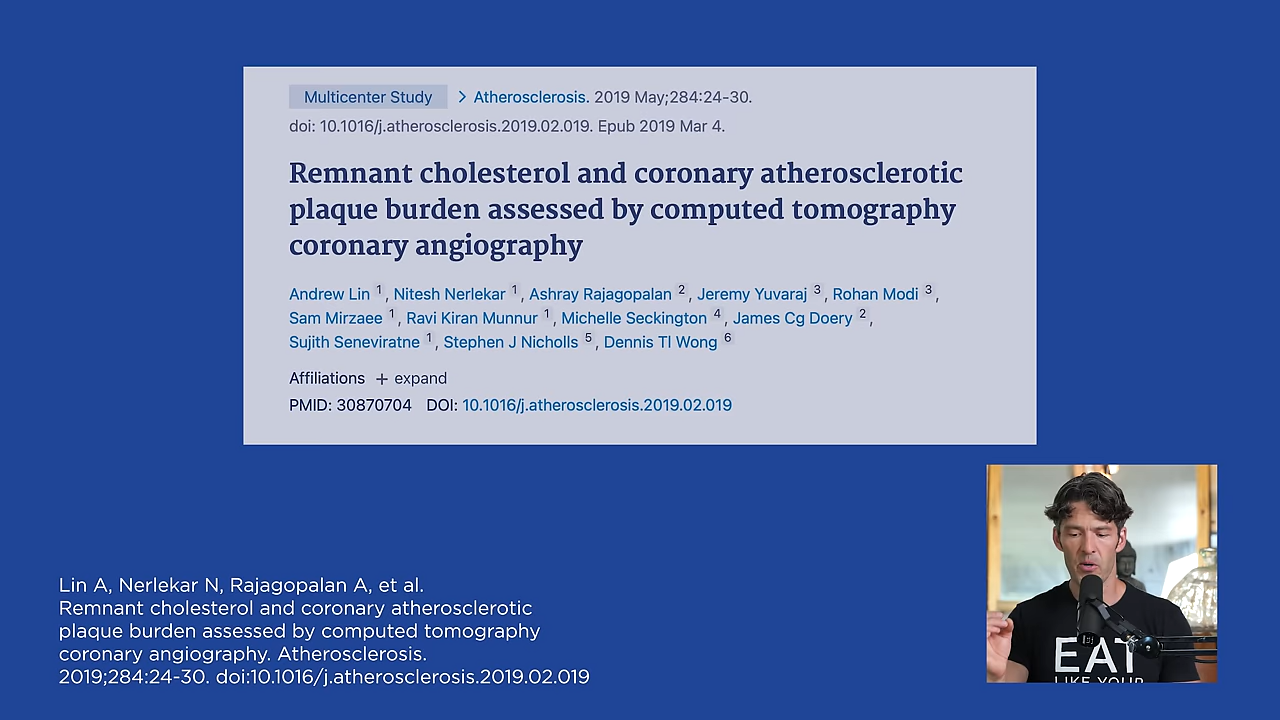 Multicenter Study > Atherosclerosis. 2019 May;284:24-30.
doi: 10.1016/j.atherosclerosis.2019.02.019. Epub 2019 Mar 4.
Remnant cholesterol and coronary atherosclerotic
plaque burden assessed by computed tomography
coronary angiography
Andrew Lin 1, Nitesh Nerlekar 1, Ashray Rajagopalan 2, Jeremy Yuvaraj 3, Rohan Modi 3,
Sam Mirzaee 1, Ravi Kiran Munnur 1, Michelle Seckington 4, James Cg Doery 2,
Sujith Seneviratne 1, Stephen J Nicholls 5, Dennis Tl Wong 6
Affiliations + expand
PMID: 30870704 DOI: 10.1016/j.atherosclerosis.2019.02.019
Lin A, Nerlekar N, Rajagopalan A, et al.
Remnant cholesterol and coronary atherosclerotic
plaque burden assessed by computed tomography
coronary angiography. Atherosclerosis.
2019;284:24-30. doi:10.1016/j.atherosclerosis.2019.02.019
EAT
LIKE YOUR